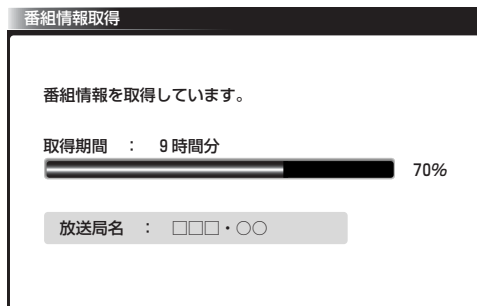 番組情報取得
番組情報を取得しています。
取得期間 : 9時間分
70%
放送局名 : □□□・○○